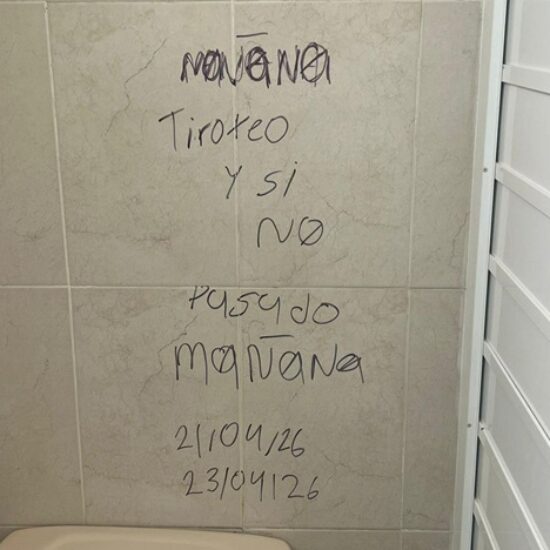 MAÑANA
Tiroteo
Y si
NO
Pasado
MAÑANA
21/04/26
23/04/26